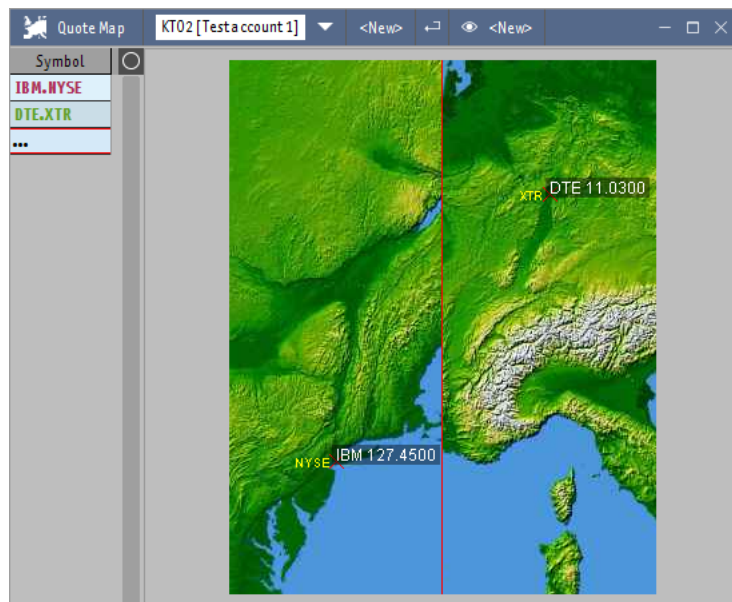 Quote Map KT02 [Testaccount 1] <New> <New>
Symbol
IBM.NYSE
DTE.XTR
...
XTR DTE 11.0300
NYSE IBM 127.4500